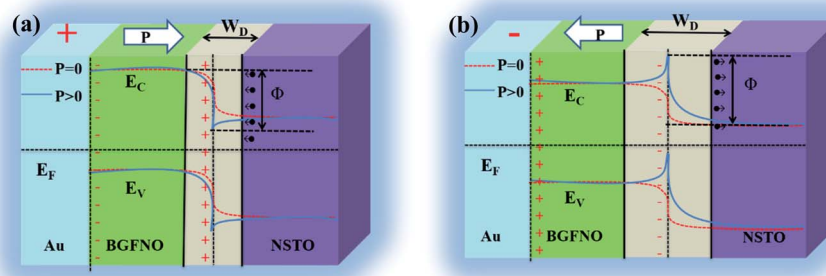 (a)
+
P
W_D
P=0
P>0
E_C
Φ
E_F
E_V
Au
BGFNO
NSTO
(b)
-
P
W_D
P=0
P>0
E_C
Φ
E_F
E_V
Au
BGFNO
NSTO